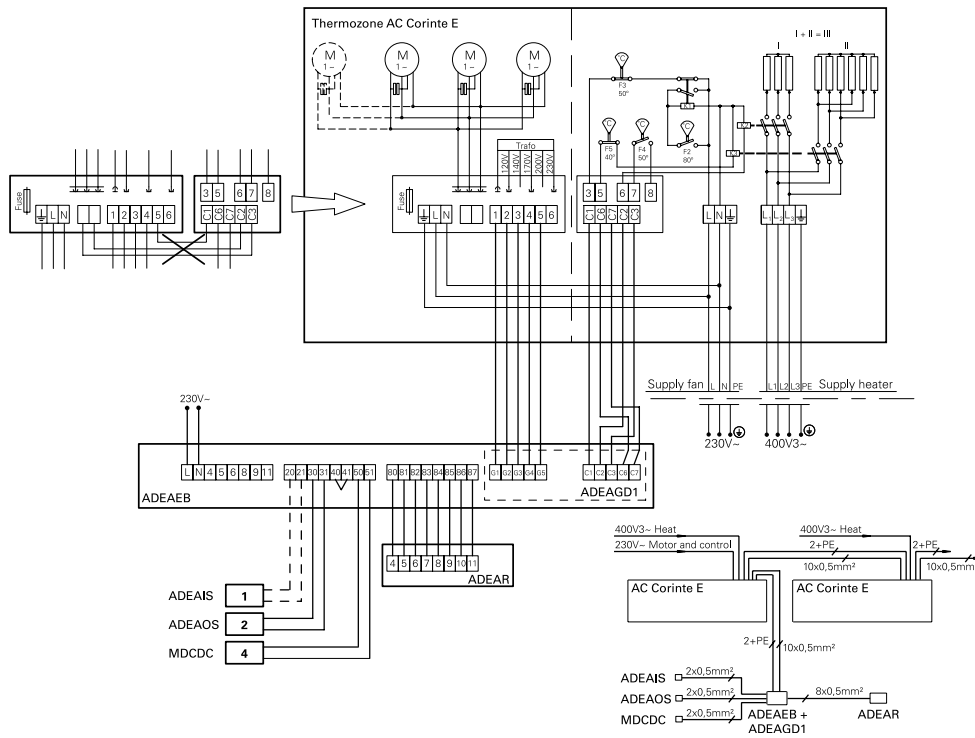 Thermozone AC Corinte E
I + II = III
I II
M M M M
1~ 1~ 1~ 1~
C
F3
50°
C C C
F5
40°
F4
50°
F2
80°
Trafo
120V 140V 170V 200V 230V
Fuse
L N 1 2 3 4 5 6
3 5 6 7 8
C1 C6 C7 C2 C3
Fuse
L N 1 2 3 4 5 6
3 5 6 7 8
C1 C6 C7 C2 C3
L N
L1 L2 L3
Supply fan L N PE L1 L2 L3 PE Supply heater
230V~ 400V3~
230V~
L N 4 5 6 8 9 11 20 21 30 31 40 41 50 51 80 81 82 83 84 85 86 87 G1 G2 G3 G4 G5 C1 C2 C3 C6 C7
ADEAEB
ADEAGD1
4 5 6 7 8 9 10 11
ADEAR
ADEAIS 1
ADEAOS 2
MDCDC 4
400V3~ Heat 400V3~ Heat
230V~ Motor and control 2+PE 2+PE
10x0,5mm² 10x0,5mm²
AC Corinte E AC Corinte E
2+PE 10x0,5mm²
ADEAIS 2x0,5mm²
ADEAOS 2x0,5mm² 8x0,5mm²
MDCDC 2x0,5mm² ADEAEB + ADEAR
ADEAGD1